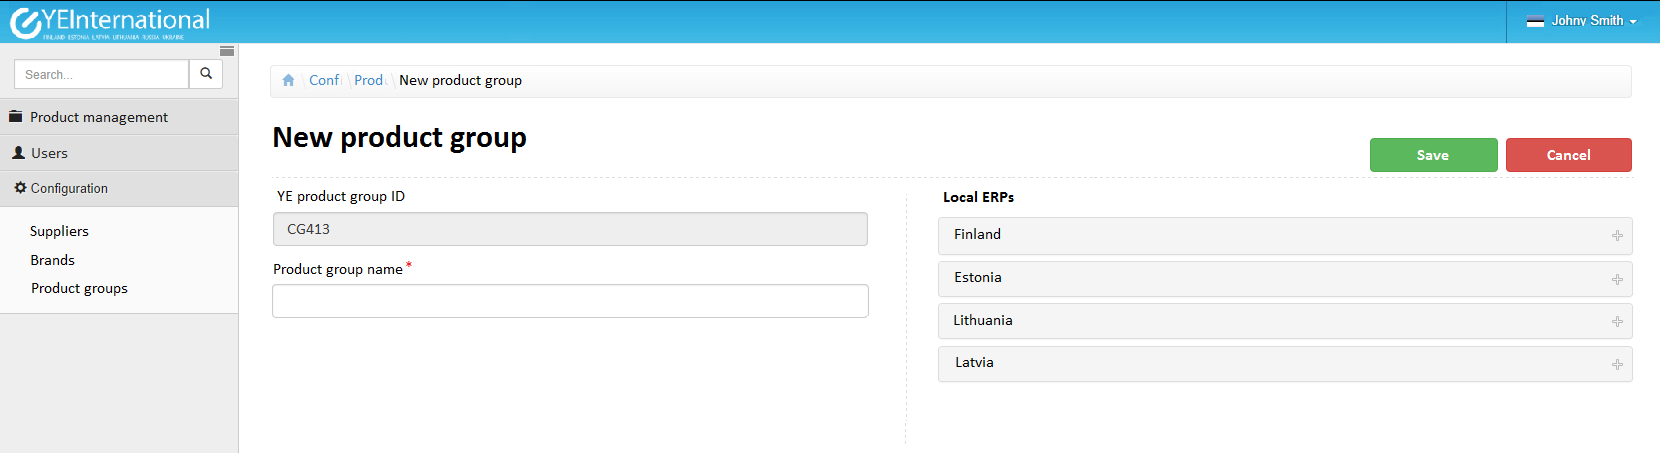 YEInternational
FINLAND ESTONIA LATVIA LITHUANIA RUSSIA UKRAINE
Johny Smith
Search...
Conf
Prod
New product group
Product management
Users
Configuration
Suppliers
Brands
Product groups
New product group
Save
Cancel
YE product group ID
CG413
Product group name *
Local ERPs
Finland
Estonia
Lithuania
Latvia